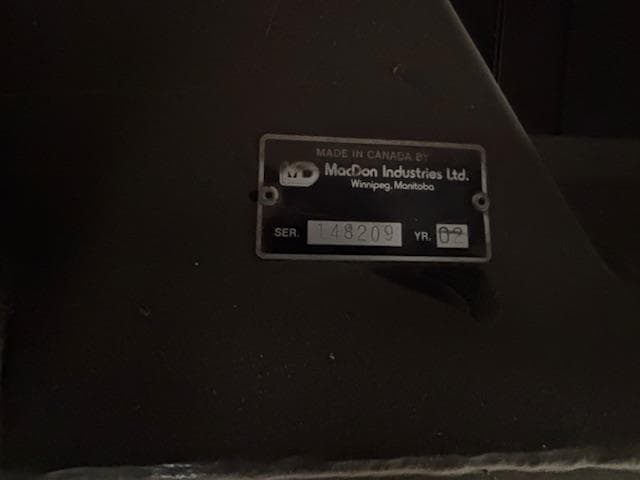 MADE IN CANADA BY
MD MacDon Industries Ltd.
Winnipeg, Manitoba
SER. 148209 YR. 02